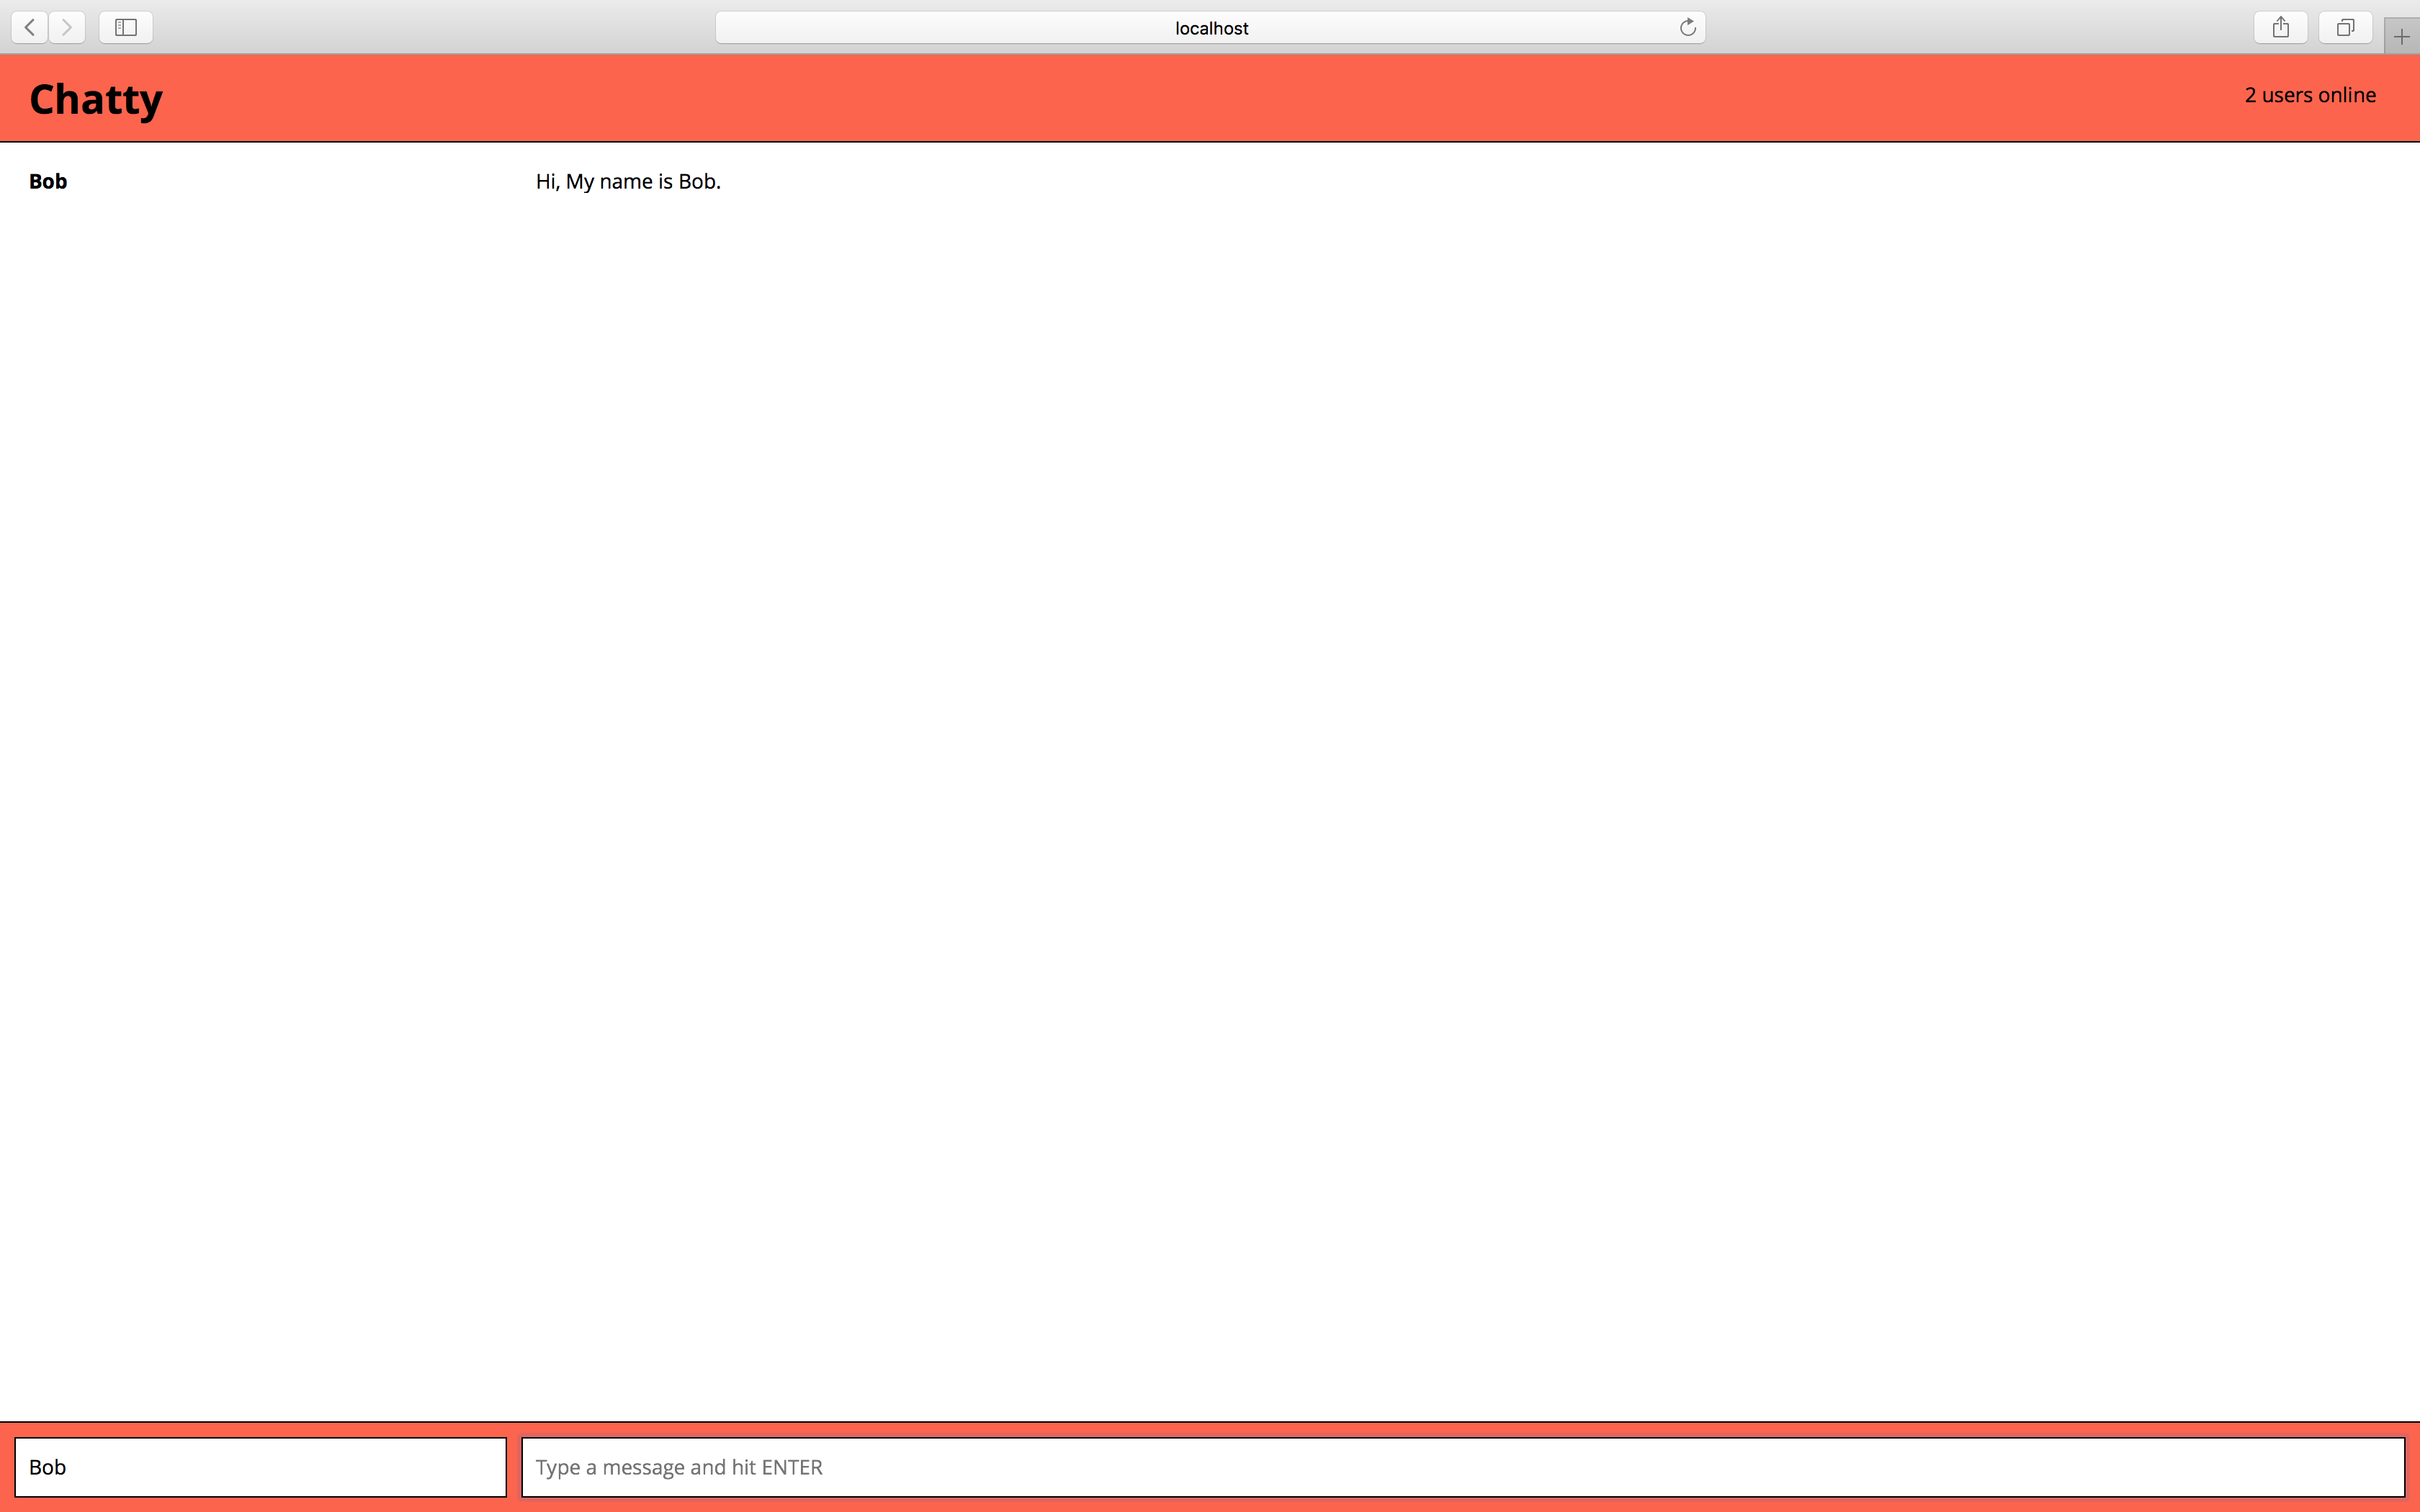 localhost
Chatty
2 users online
Bob
Hi, My name is Bob.
Bob
Type a message and hit ENTER